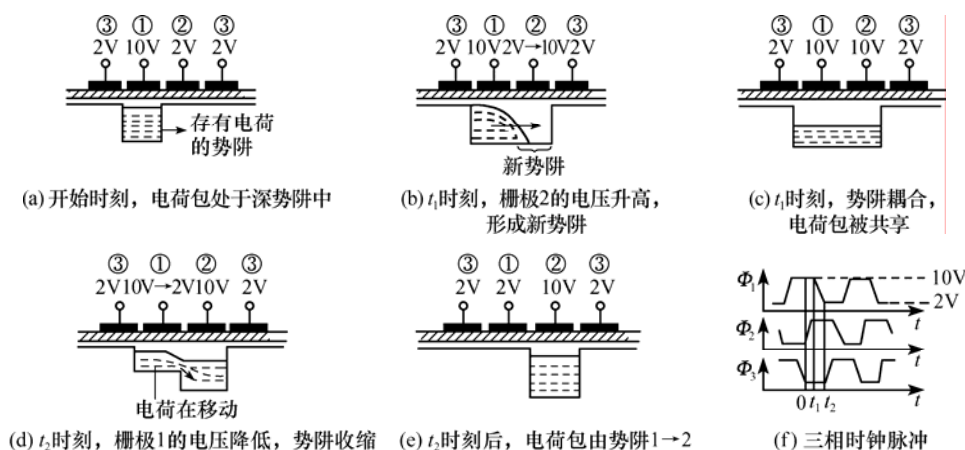 ③ ① ② ③
2V 10V 2V 2V
存有电荷
的势阱
(a) 开始时刻，电荷包处于深势阱中
③ ① ② ③
2V 10V 2V→10V 2V
新势阱
(b) t₁时刻，栅极2的电压升高，
形成新势阱
③ ① ② ③
2V 10V 10V 2V
(c) t₁时刻，势阱耦合，
电荷包被共享
③ ① ② ③
2V 10V→2V 10V 2V
电荷在移动
(d) t₂时刻，栅极1的电压降低，势阱收缩
③ ① ② ③
2V 2V 10V 2V
(e) t₂时刻后，电荷包由势阱1→2
Φ₁ 10V
2V
t
Φ₂
t
Φ₃
0 t₁ t₂ t
(f) 三相时钟脉冲